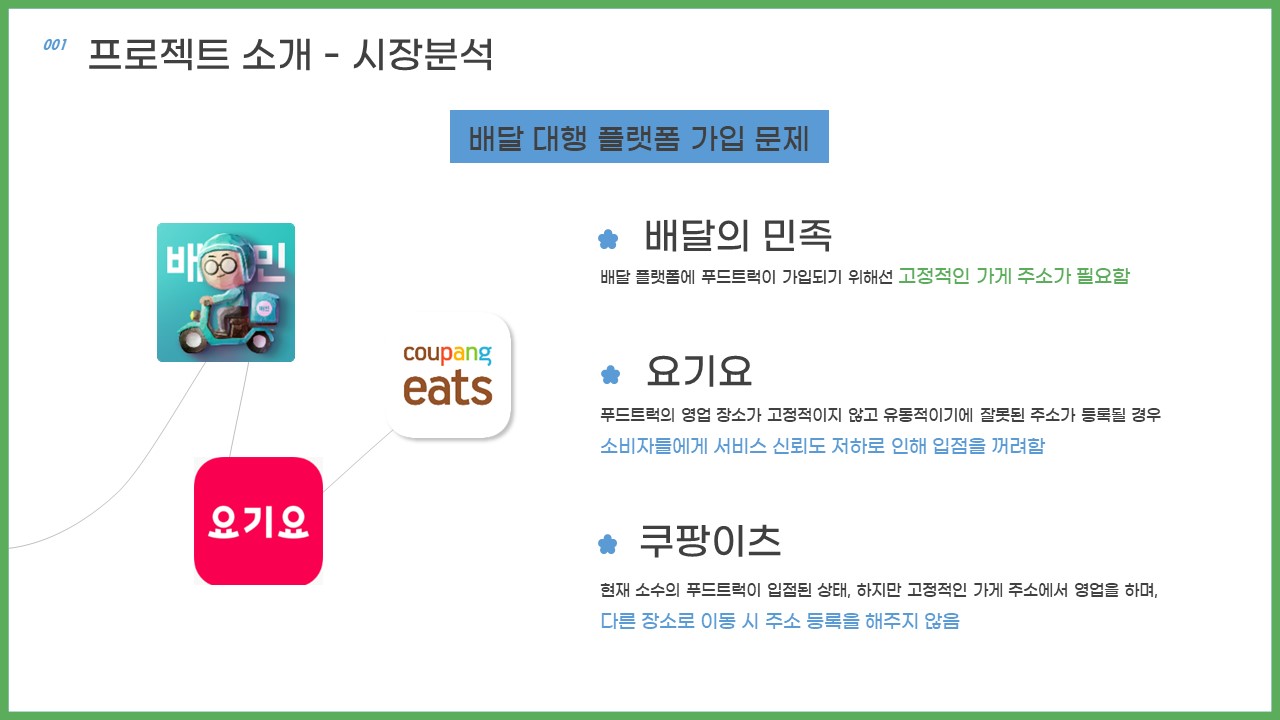 001 프로젝트 소개 - 시장분석
배달 대행 플랫폼 가입 문제
배 민
coupang
eats
요기요
배달의 민족
배달 플랫폼에 푸드트럭이 가입되기 위해선 고정적인 가게 주소가 필요함
요기요
푸드트럭의 영업 장소가 고정적이지 않고 유동적이기에 잘못된 주소가 등록될 경우
소비자들에게 서비스 신뢰도 저하로 인해 입점을 꺼려함
쿠팡이츠
현재 소수의 푸드트럭이 입점된 상태, 하지만 고정적인 가게 주소에서 영업을 하며,
다른 장소로 이동 시 주소 등록을 해주지 않음